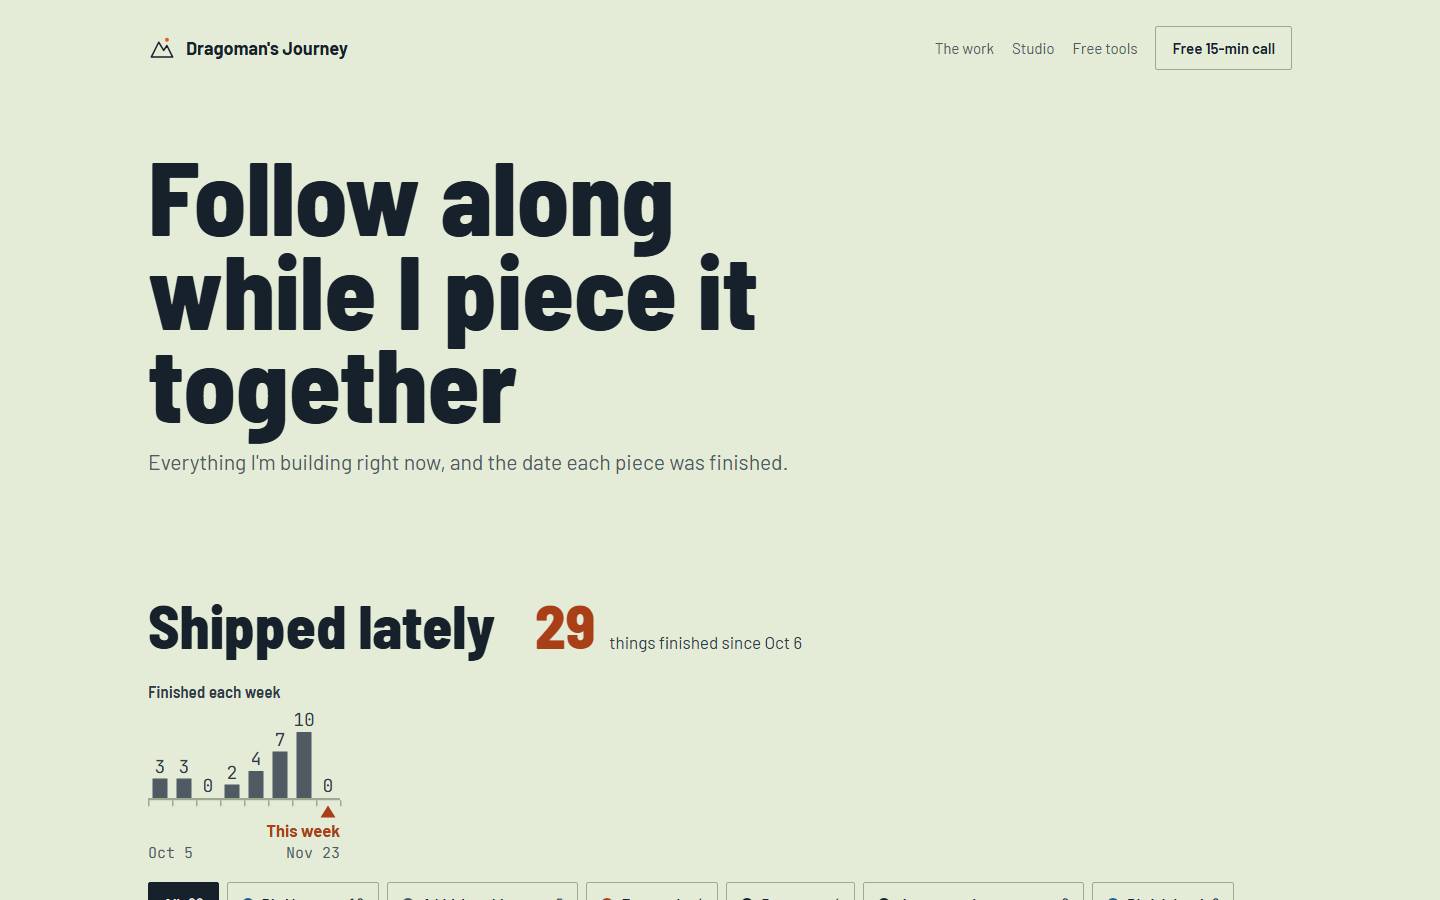 Dragoman's Journey
The work
Studio
Free tools
Free 15-min call
Follow along
while I piece it
together
Everything I'm building right now, and the date each piece was finished.
Shipped lately
29 things finished since Oct 6
Finished each week
3 3 0 2 4 7 10 0
This week
Oct 5
Nov 23